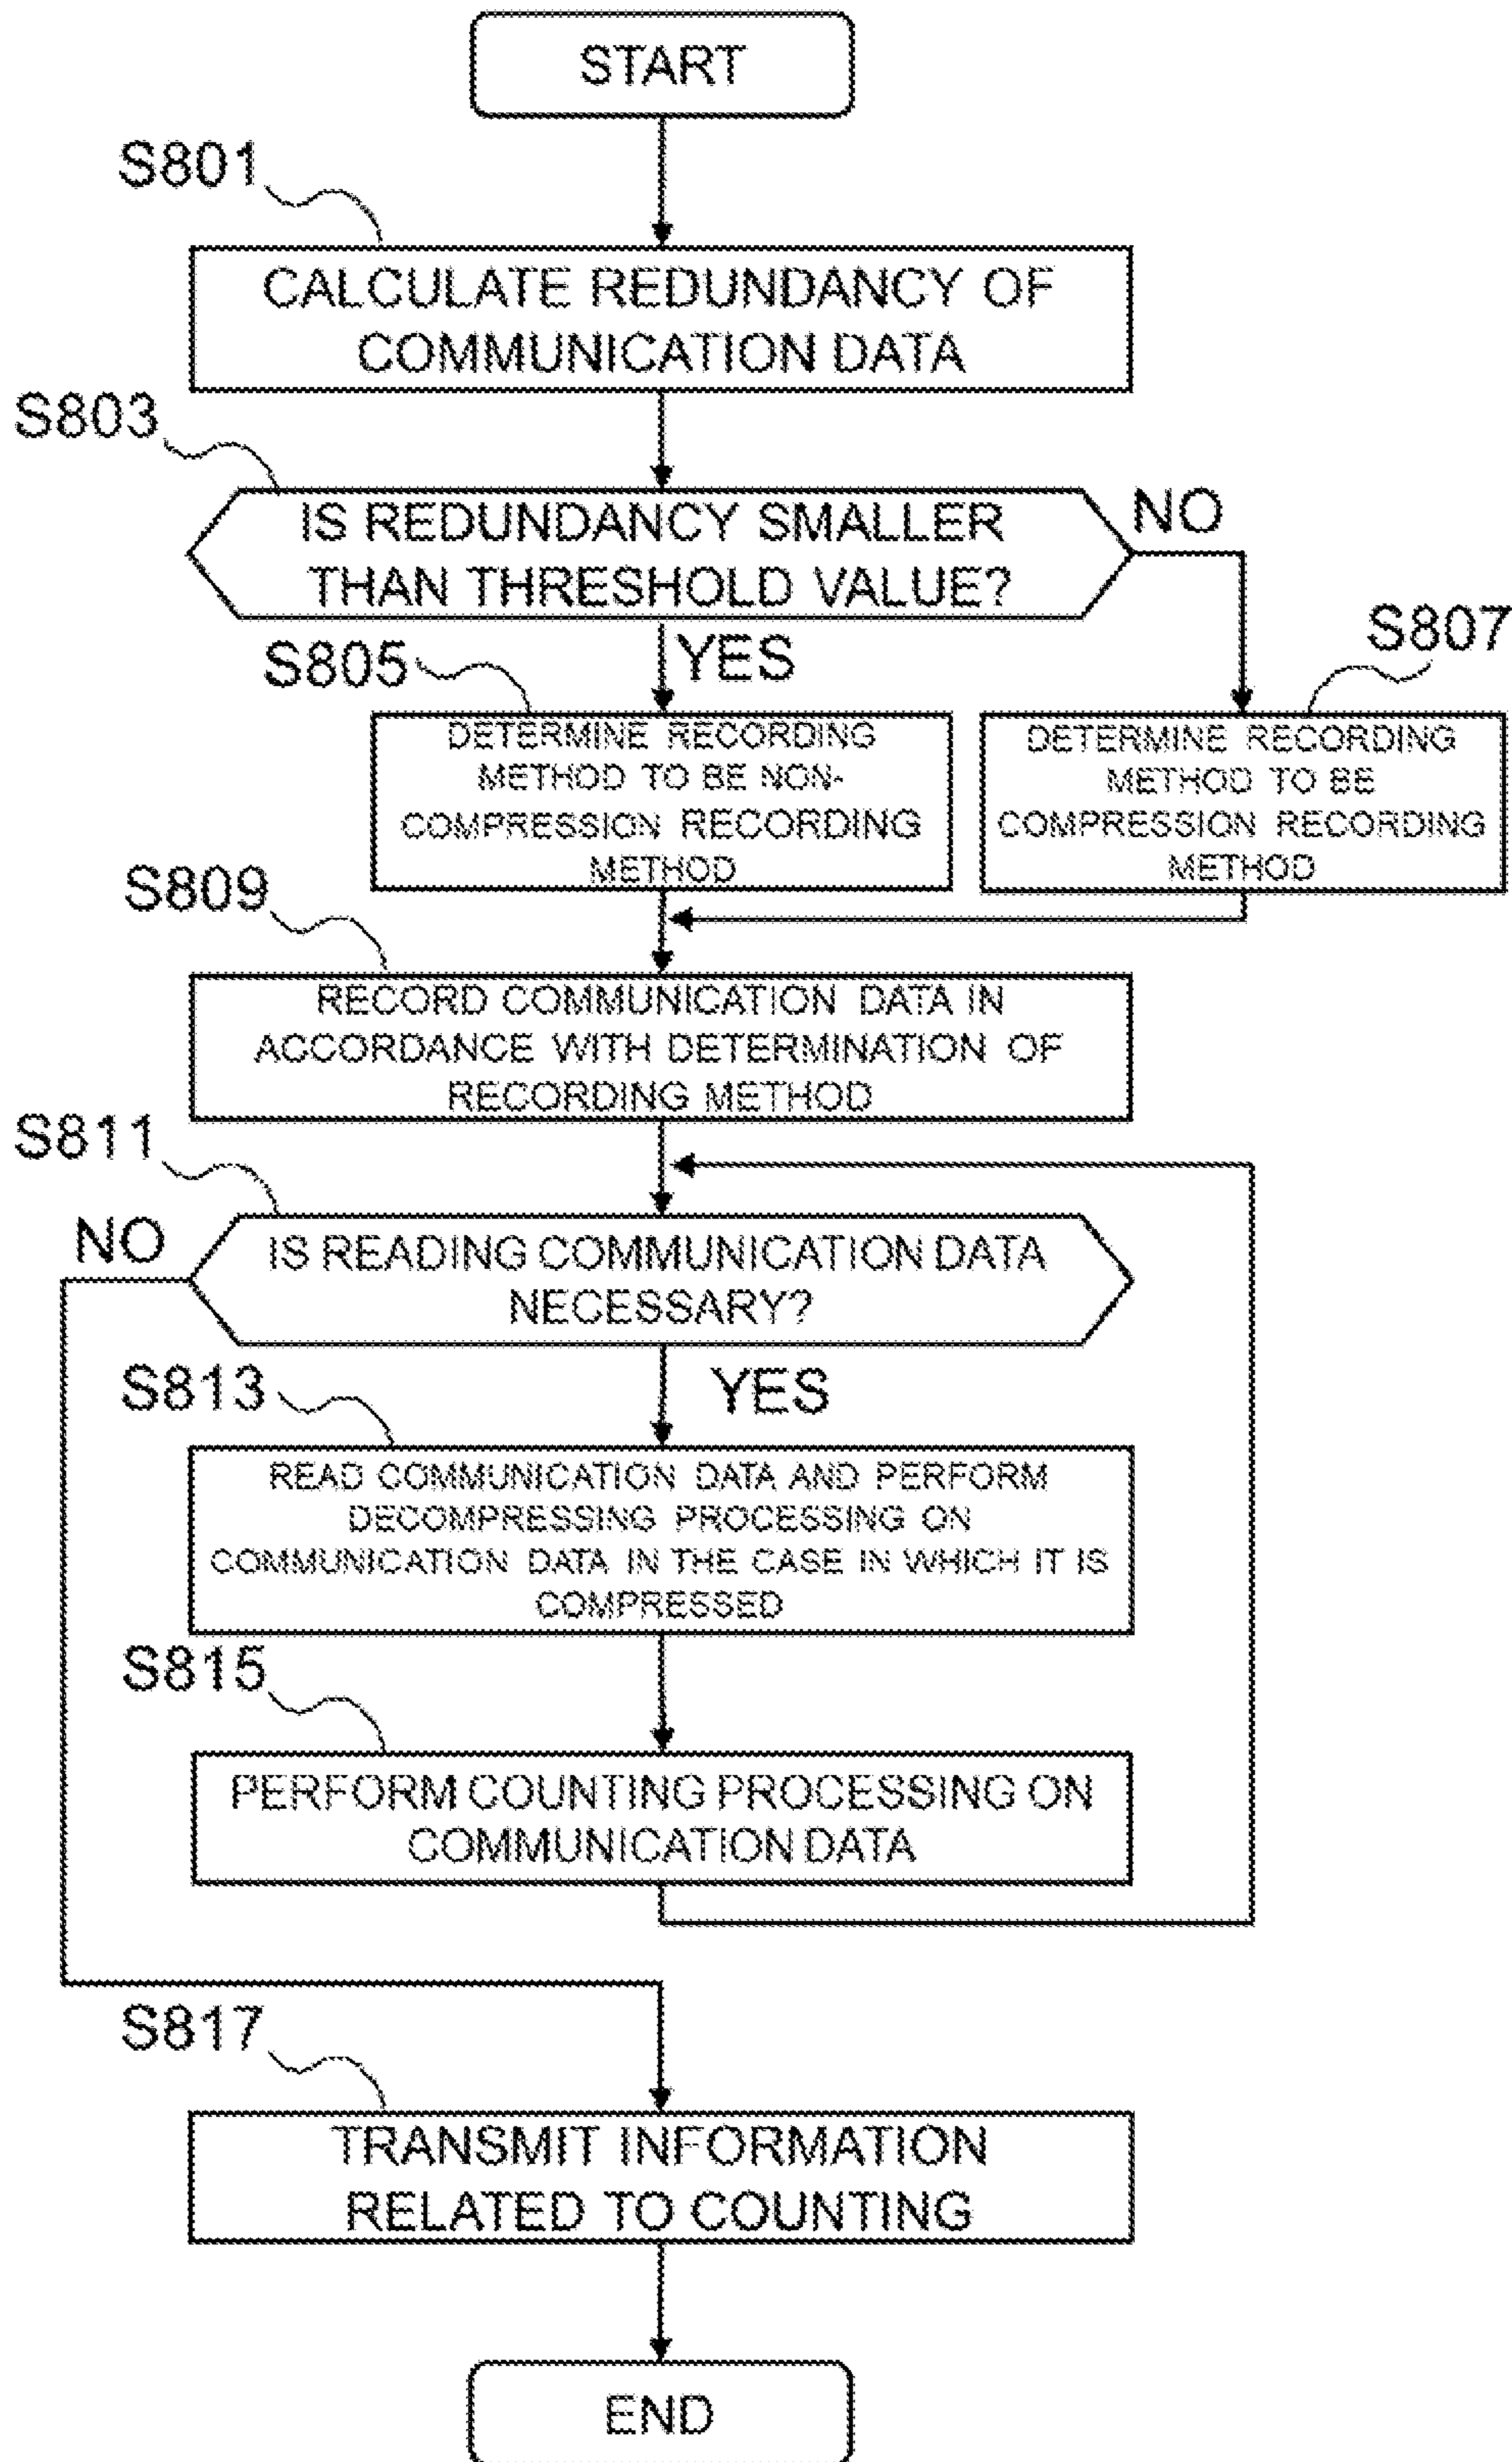 START
S801
CALCULATE REDUNDANCY OF
COMMUNICATION DATA
S803
IS REDUNDANCY SMALLER
THAN THRESHOLD VALUE?
NO
YES
S805
DETERMINE RECORDING
METHOD TO BE NON-
COMPRESSION RECORDING
METHOD
S807
DETERMINE RECORDING
METHOD TO BE
COMPRESSION RECORDING
METHOD
S809
RECORD COMMUNICATION DATA IN
ACCORDANCE WITH DETERMINATION OF
RECORDING METHOD
S811
NO
IS READING COMMUNICATION DATA
NECESSARY?
YES
S813
READ COMMUNICATION DATA AND PERFORM
DECOMPRESSING PROCESSING ON
COMMUNICATION DATA IN THE CASE IN WHICH IT IS
COMPRESSED
S815
PERFORM COUNTING PROCESSING ON
COMMUNICATION DATA
S817
TRANSMIT INFORMATION
RELATED TO COUNTING
END